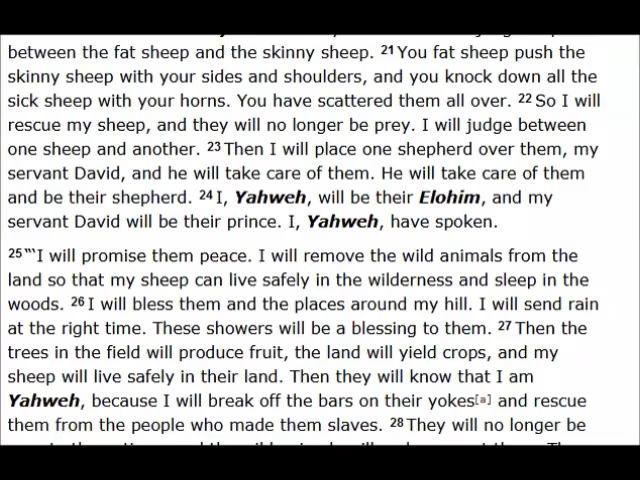 between the fat sheep and the skinny sheep. 21 You fat sheep push the
skinny sheep with your sides and shoulders, and you knock down all the
sick sheep with your horns. You have scattered them all over. 22 So I will
rescue my sheep, and they will no longer be prey. I will judge between
one sheep and another. 23 Then I will place one shepherd over them, my
servant David, and he will take care of them. He will take care of them
and be their shepherd. 24 I, Yahweh, will be their Elohim, and my
servant David will be their prince. I, Yahweh, have spoken.
25 “‘I will promise them peace. I will remove the wild animals from the
land so that my sheep can live safely in the wilderness and sleep in the
woods. 26 I will bless them and the places around my hill. I will send rain
at the right time. These showers will be a blessing to them. 27 Then the
trees in the field will produce fruit, the land will yield crops, and my
sheep will live safely in their land. Then they will know that I am
Yahweh, because I will break off the bars on their yokes[a] and rescue
them from the people who made them slaves. 28 They will no longer be